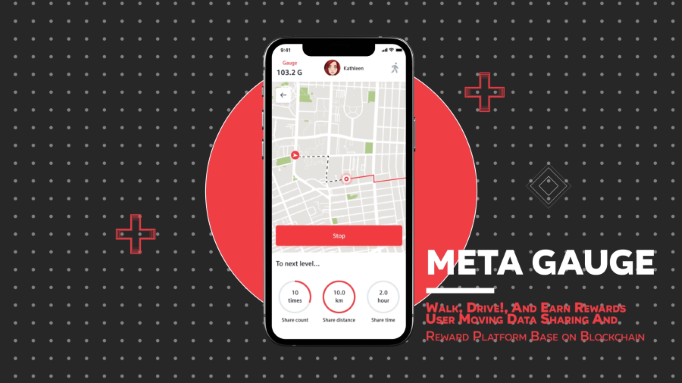 9:41
Gauge
103.2 G
Kathleen
Stop
To next level...
10 times
10.0 km
2.0 hour
Share count
Share distance
Share time
META GAUGE
Walk, Drive!, And Earn Rewards
User Moving Data Sharing And
Reward Platform Base on Blockchain